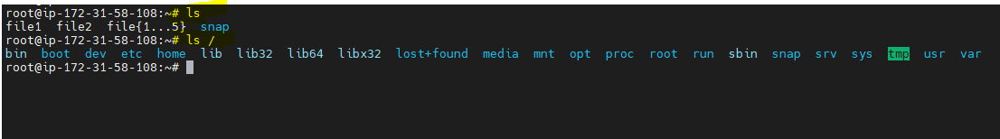 root@ip-172-31-58-108:~# ls
file1  file2  file{1...5}  snap
root@ip-172-31-58-108:~# ls /
bin  boot  dev  etc  home  lib  lib32  lib64  libx32  lost+found  media  mnt  opt  proc  root  run  sbin  snap  srv  sys  tmp  usr  var
root@ip-172-31-58-108:~#